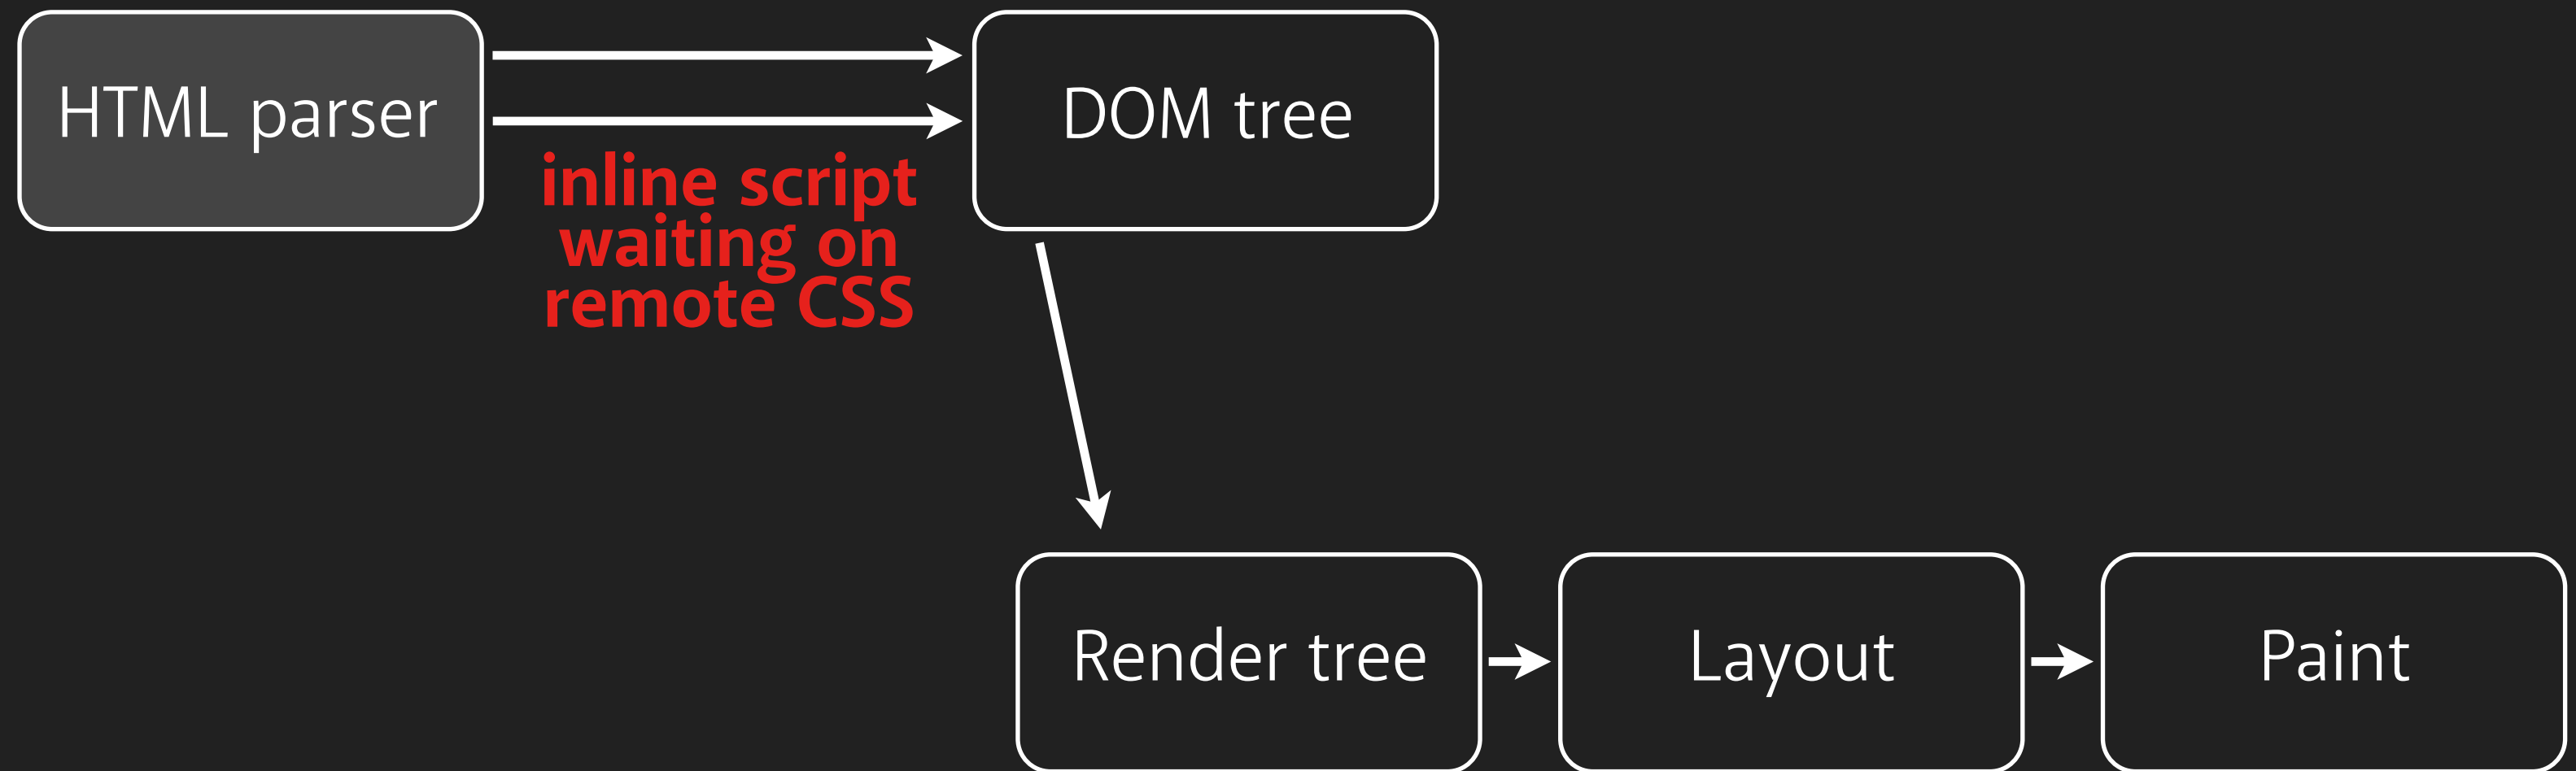 HTML parser
DOM tree
inline script
waiting on
remote CSS
Render tree
Layout
Paint